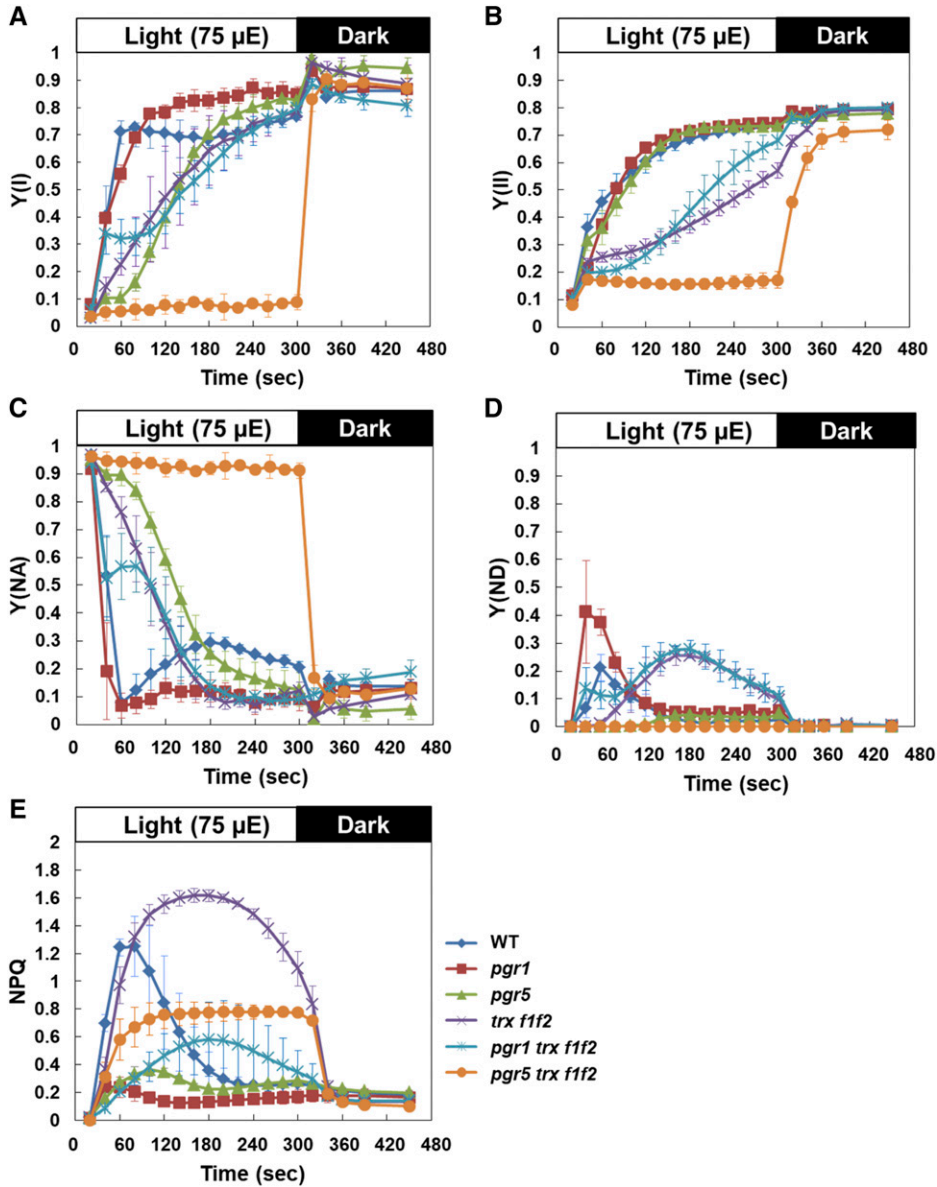 A
Light (75 µE) Dark
Y(I)
1
0.9
0.8
0.7
0.6
0.5
0.4
0.3
0.2
0.1
0
0 60 120 180 240 300 360 420 480
Time (sec)
B
Light (75 µE) Dark
Y(II)
1
0.9
0.8
0.7
0.6
0.5
0.4
0.3
0.2
0.1
0
0 60 120 180 240 300 360 420 480
Time (sec)
C
Light (75 µE) Dark
Y(NA)
1
0.9
0.8
0.7
0.6
0.5
0.4
0.3
0.2
0.1
0
0 60 120 180 240 300 360 420 480
Time (sec)
D
Light (75 µE) Dark
Y(ND)
1
0.9
0.8
0.7
0.6
0.5
0.4
0.3
0.2
0.1
0
0 60 120 180 240 300 360 420 480
Time (sec)
E
Light (75 µE) Dark
NPQ
2
1.8
1.6
1.4
1.2
1
0.8
0.6
0.4
0.2
0
0 60 120 180 240 300 360 420 480
Time (sec)
WT
pgr1
pgr5
trx f1f2
pgr1 trx f1f2
pgr5 trx f1f2